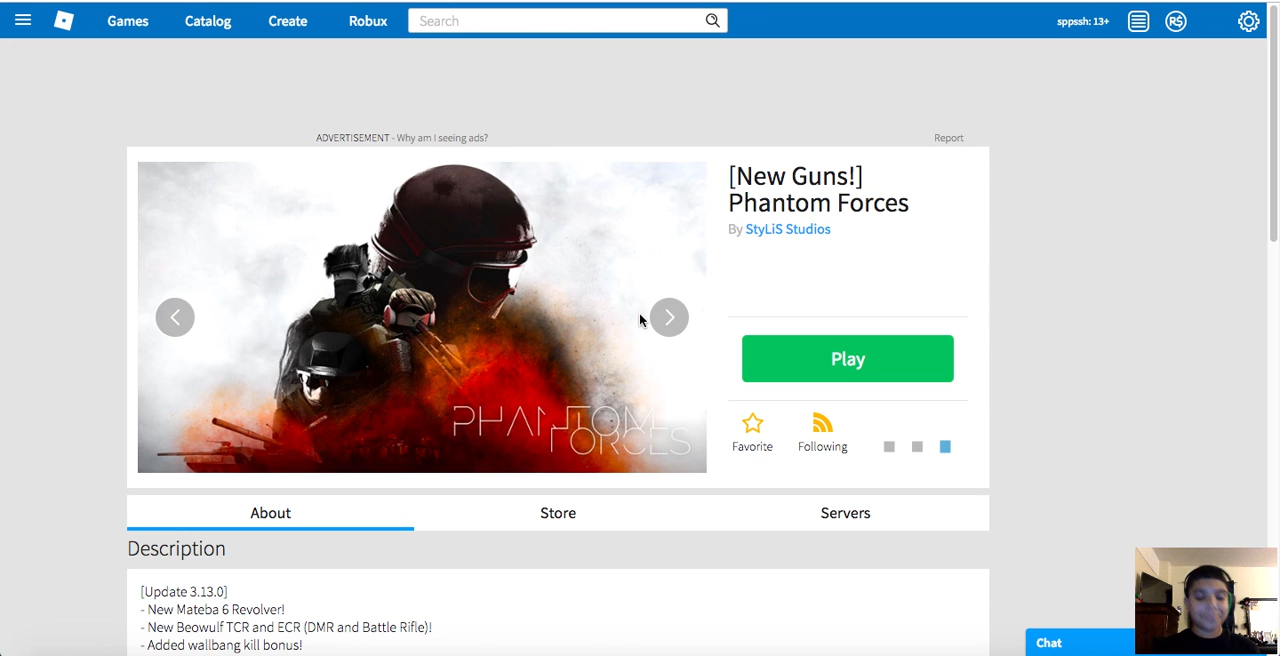 Games Catalog Create Robux Search sppssh: 13+ R$
ADVERTISEMENT - Why am I seeing ads? Report
[New Guns!]
Phantom Forces
By StyLiS Studios
PHANTOM
FORCES
Play
Favorite Following
About Store Servers
Description
[Update 3.13.0]
- New Mateba 6 Revolver!
- New Beowulf TCR and ECR (DMR and Battle Rifle)!
- Added wallbang kill bonus!
Chat